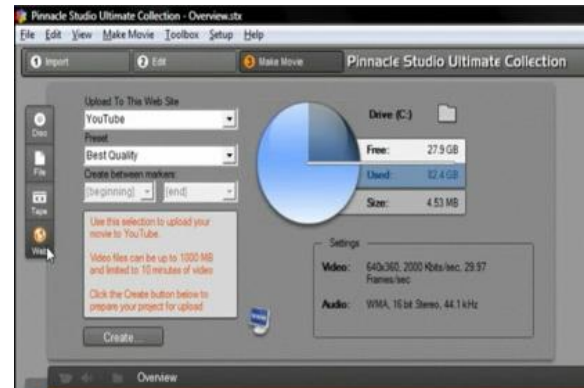 Pinnacle Studio Ultimate Collection - Overview.stx
File Edit View Make Movie Toolbox Setup Help
1 Import 2 Edit 3 Make Movie Pinnacle Studio Ultimate Collection
Upload To This Web Site
YouTube
Preset
Best Quality
Create between markers:
[beginning] - [end]
Disc
File
Tape
Web
Use this selection to upload your
movie to YouTube.
Video files can be up to 1000 MB
and limited to 10 minutes of video
Click the Create button below to
prepare your project for upload
Create...
Drive (C:)
Free: 27.9 GB
Used: 82.4 GB
Size: 4.53 MB
Settings
Video: 640x360, 2000 Kbits/sec, 29.97
Frames/sec
Audio: WMA, 16 bit Stereo, 44.1 kHz
Overview